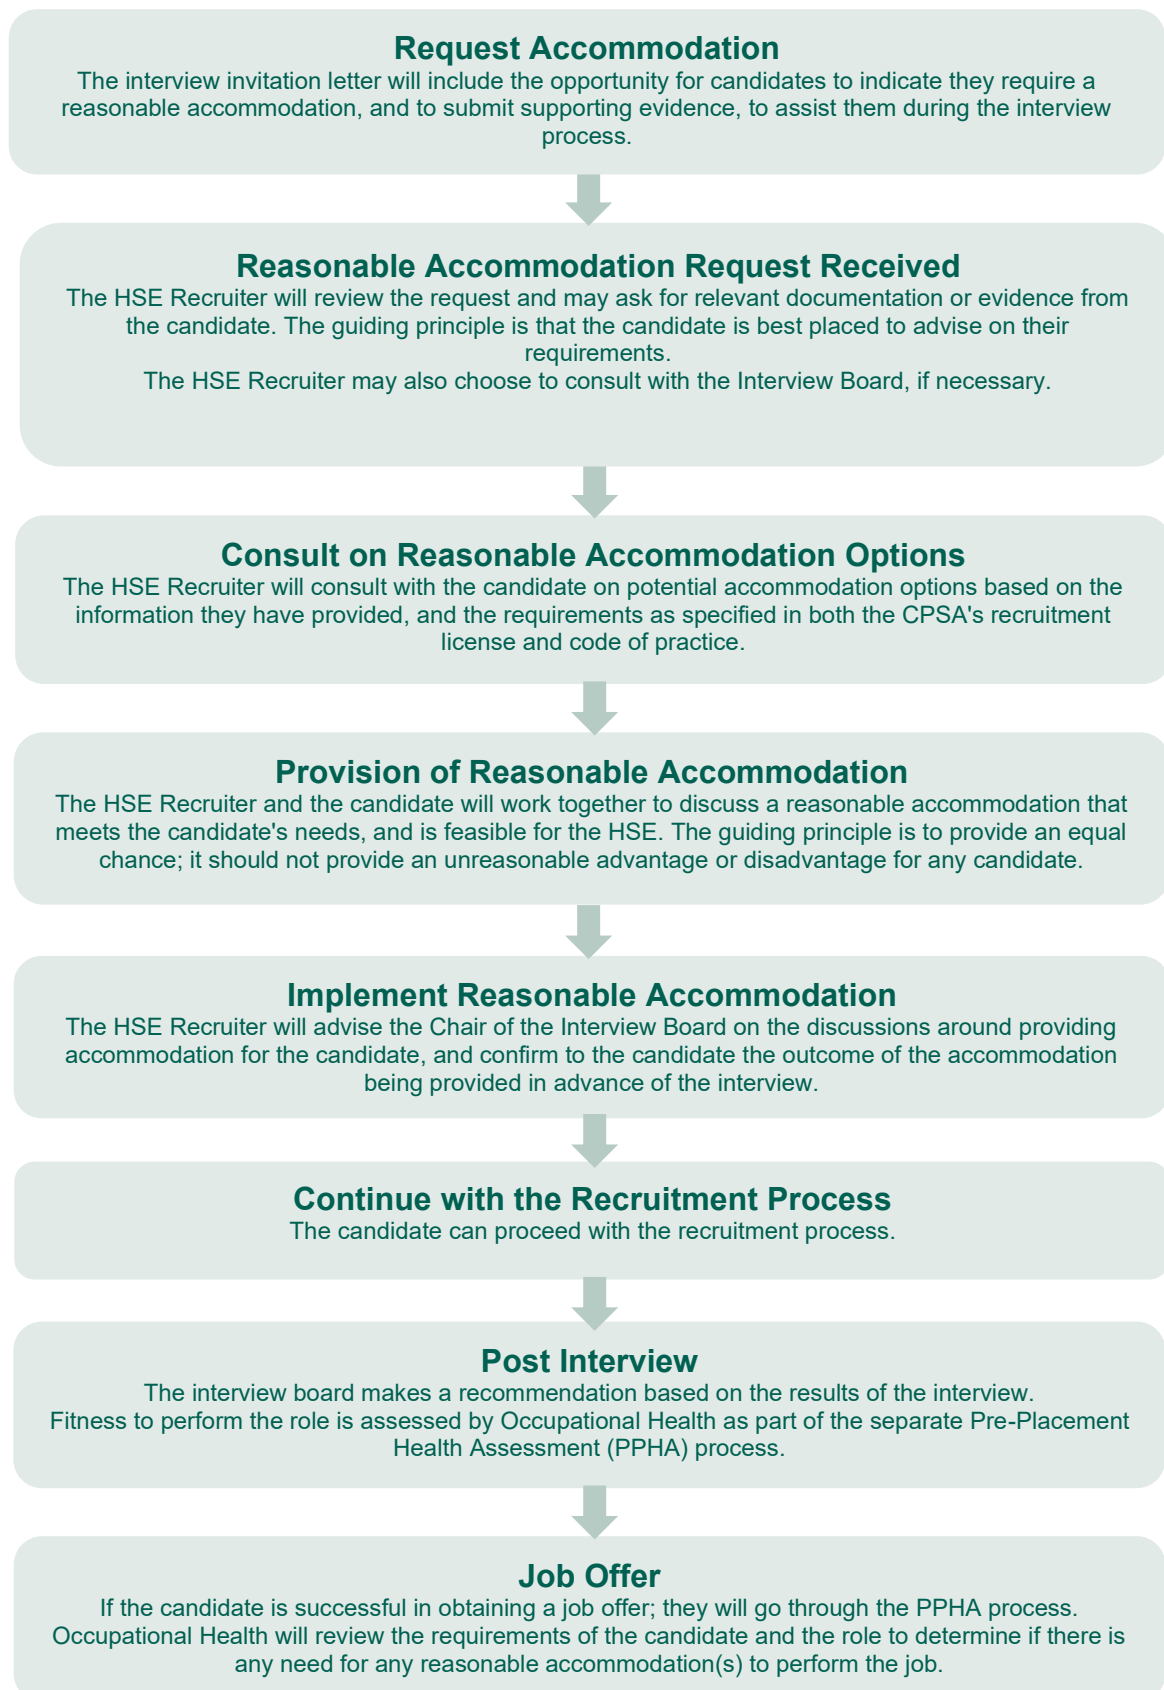 Request Accommodation
The interview invitation letter will include the opportunity for candidates to indicate they require a
reasonable accommodation, and to submit supporting evidence, to assist them during the interview
process.
Reasonable Accommodation Request Received
The HSE Recruiter will review the request and may ask for relevant documentation or evidence from
the candidate. The guiding principle is that the candidate is best placed to advise on their
requirements.
The HSE Recruiter may also choose to consult with the Interview Board, if necessary.
Consult on Reasonable Accommodation Options
The HSE Recruiter will consult with the candidate on potential accommodation options based on the
information they have provided, and the requirements as specified in both the CPSA's recruitment
license and code of practice.
Provision of Reasonable Accommodation
The HSE Recruiter and the candidate will work together to discuss a reasonable accommodation that
meets the candidate's needs, and is feasible for the HSE. The guiding principle is to provide an equal
chance; it should not provide an unreasonable advantage or disadvantage for any candidate.
Implement Reasonable Accommodation
The HSE Recruiter will advise the Chair of the Interview Board on the discussions around providing
accommodation for the candidate, and confirm to the candidate the outcome of the accommodation
being provided in advance of the interview.
Continue with the Recruitment Process
The candidate can proceed with the recruitment process.
Post Interview
The interview board makes a recommendation based on the results of the interview.
Fitness to perform the role is assessed by Occupational Health as part of the separate Pre-Placement
Health Assessment (PPHA) process.
Job Offer
If the candidate is successful in obtaining a job offer; they will go through the PPHA process.
Occupational Health will review the requirements of the candidate and the role to determine if there is
any need for any reasonable accommodation(s) to perform the job.